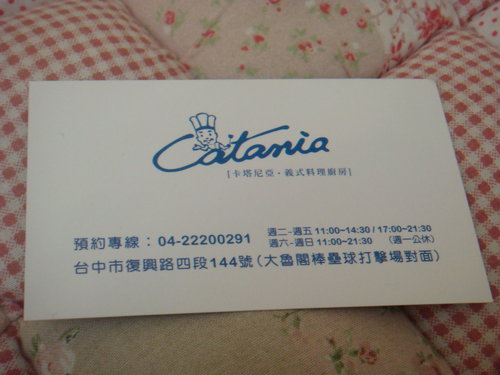 Catania
[卡塔尼亞・義式料理廚房]
預約專線：04-22200291
週二-週五 11:00~14:30 / 17:00~21:30
週六-週日 11:00~21:30 （週一公休）
台中市復興路四段144號（大魯閣棒壘球打擊場對面）